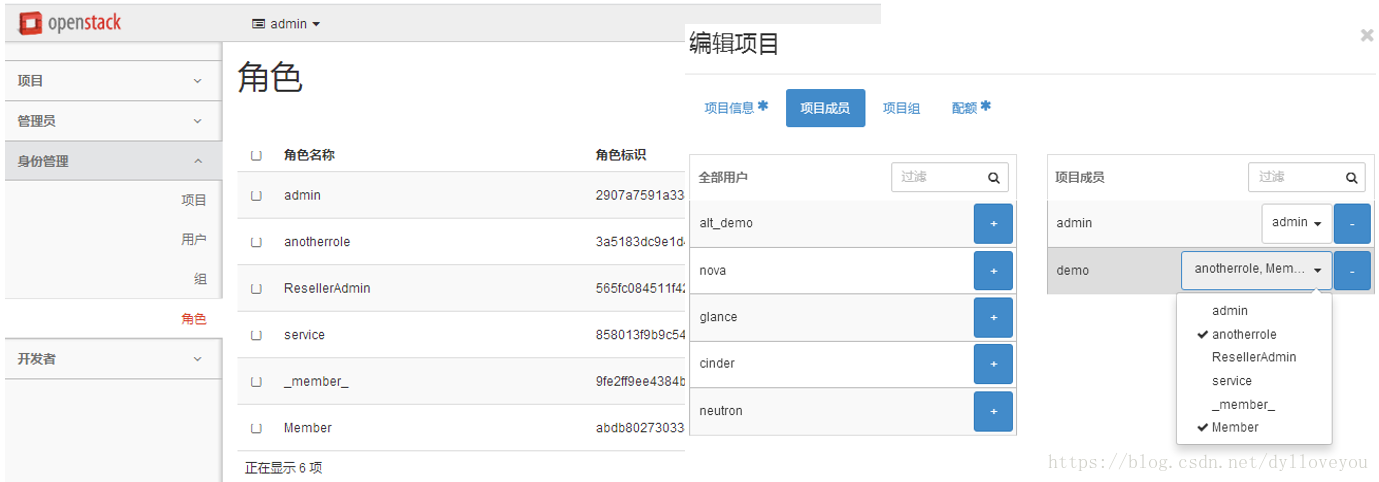 openstack
admin
项目
管理员
身份管理
项目
用户
组
角色
开发者
角色
角色名称 角色标识
admin 2907a7591a33
anotherrole 3a5183dc9e1d
ResellerAdmin 565fc084511f42
service 858013f9b9c54
_member_ 9fe2ff9ee4384b
Member abdb80273033
正在显示 6 项
编辑项目
×
项目信息 * 项目成员 项目组 配额 *
全部用户 过滤
alt_demo +
nova +
glance +
cinder +
neutron +
项目成员 过滤
admin admin -
demo anotherrole, Mem... -
admin
anotherrole
ResellerAdmin
service
_member_
Member
https://blog.csdn.net/dylloveyou